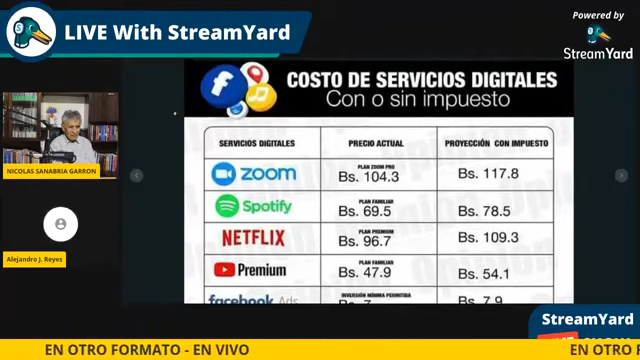 LIVE With StreamYard
Powered by
StreamYard
COSTO DE SERVICIOS DIGITALES
Con o sin impuesto
SERVICIOS DIGITALES PRECIO ACTUAL PROYECCIÓN CON IMPUESTO
zoom PLAN ZOOM PRO Bs. 104.3 Bs. 117.8
Spotify PLAN FAMILIAR Bs. 69.5 Bs. 78.5
NETFLIX PLAN PREMIUM Bs. 96.7 Bs. 109.3
Premium PLAN FAMILIAR Bs. 47.9 Bs. 54.1
facebook Ads INVERSIÓN MÍNIMA PERMITIDA Bs. 7 Bs. 7.9
NICOLAS SANABRIA GARRON
Alejandro J. Reyes
StreamYard
EN OTRO FORMATO - EN VIVO
EN OTRO